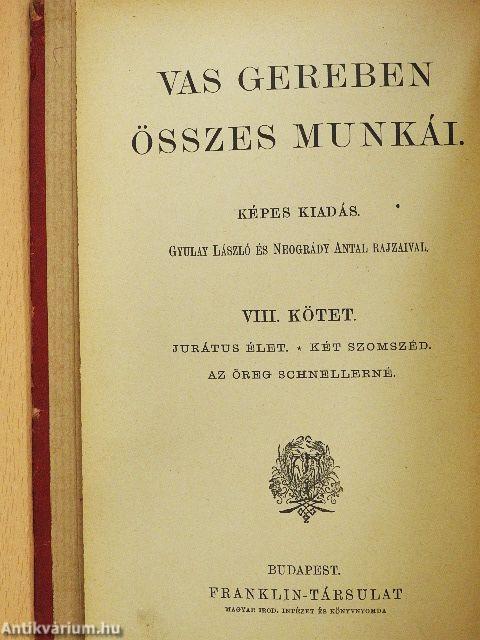 VAS GEREBEN
ÖSSZES MUNKÁI.
KÉPES KIADÁS.
GYULAY LÁSZLÓ ÉS NEOGRÁDY ANTAL RAJZAIVAL.
VIII. KÖTET.
JURÁTUS ÉLET. * KÉT SZOMSZÉD.
AZ ÖREG SCHNELLERNÉ.
BUDAPEST.
FRANKLIN-TÁRSULAT
MAGYAR IROD. INTÉZET ÉS KÖNYVNYOMDA
Antikvárium.hu